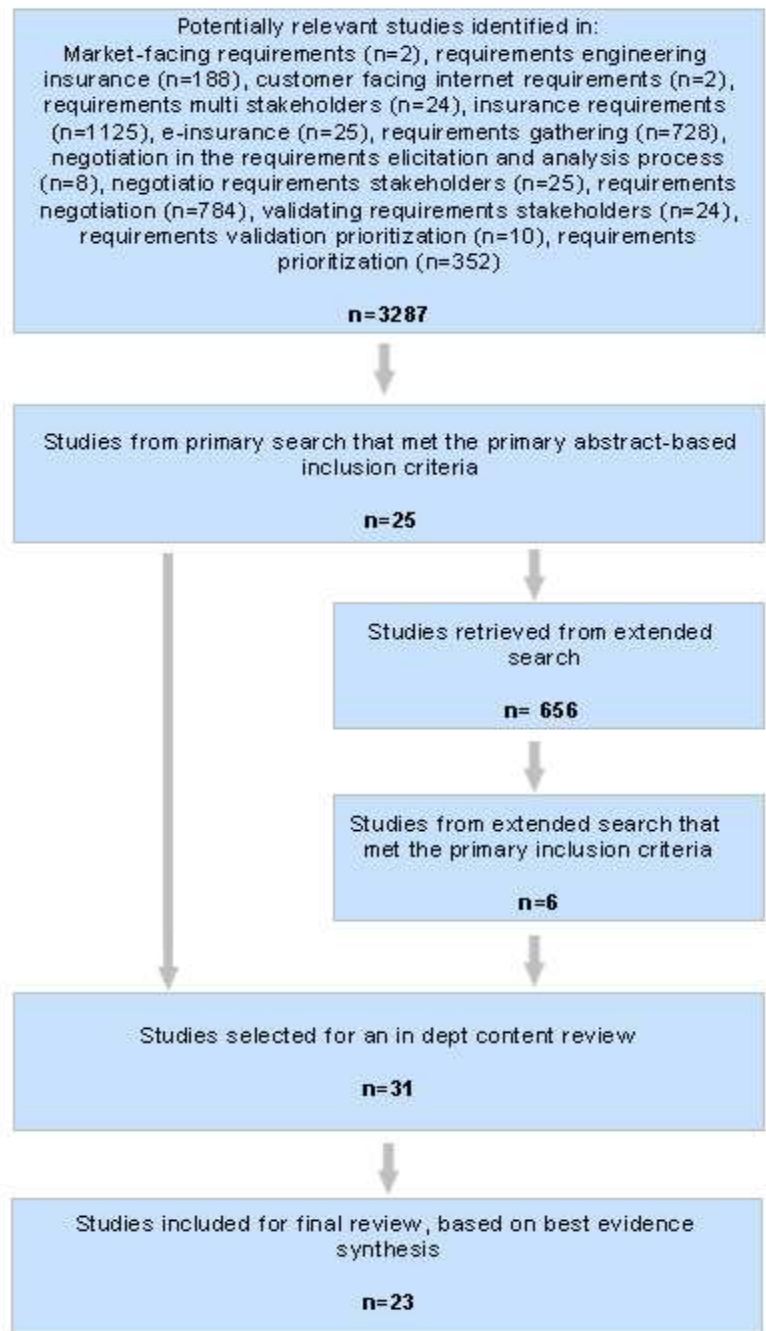 Potentially relevant studies identified in:
Market-facing requirements (n=2), requirements engineering
insurance (n=188), customer facing internet requirements (n=2),
requirements multi stakeholders (n=24), insurance requirements
(n=1125), e-insurance (n=25), requirements gathering (n=728),
negotiation in the requirements elicitation and analysis process
(n=8), negotiatio requirements stakeholders (n=25), requirements
negotiation (n=784), validating requirements stakeholders (n=24),
requirements validation prioritization (n=10), requirements
prioritization (n=352)
n=3287
Studies from primary search that met the primary abstract-based
inclusion criteria
n=25
Studies retrieved from extended
search
n= 656
Studies from extended search that
met the primary inclusion criteria
n=6
Studies selected for an in dept content review
n=31
Studies included for final review, based on best evidence
synthesis
n=23